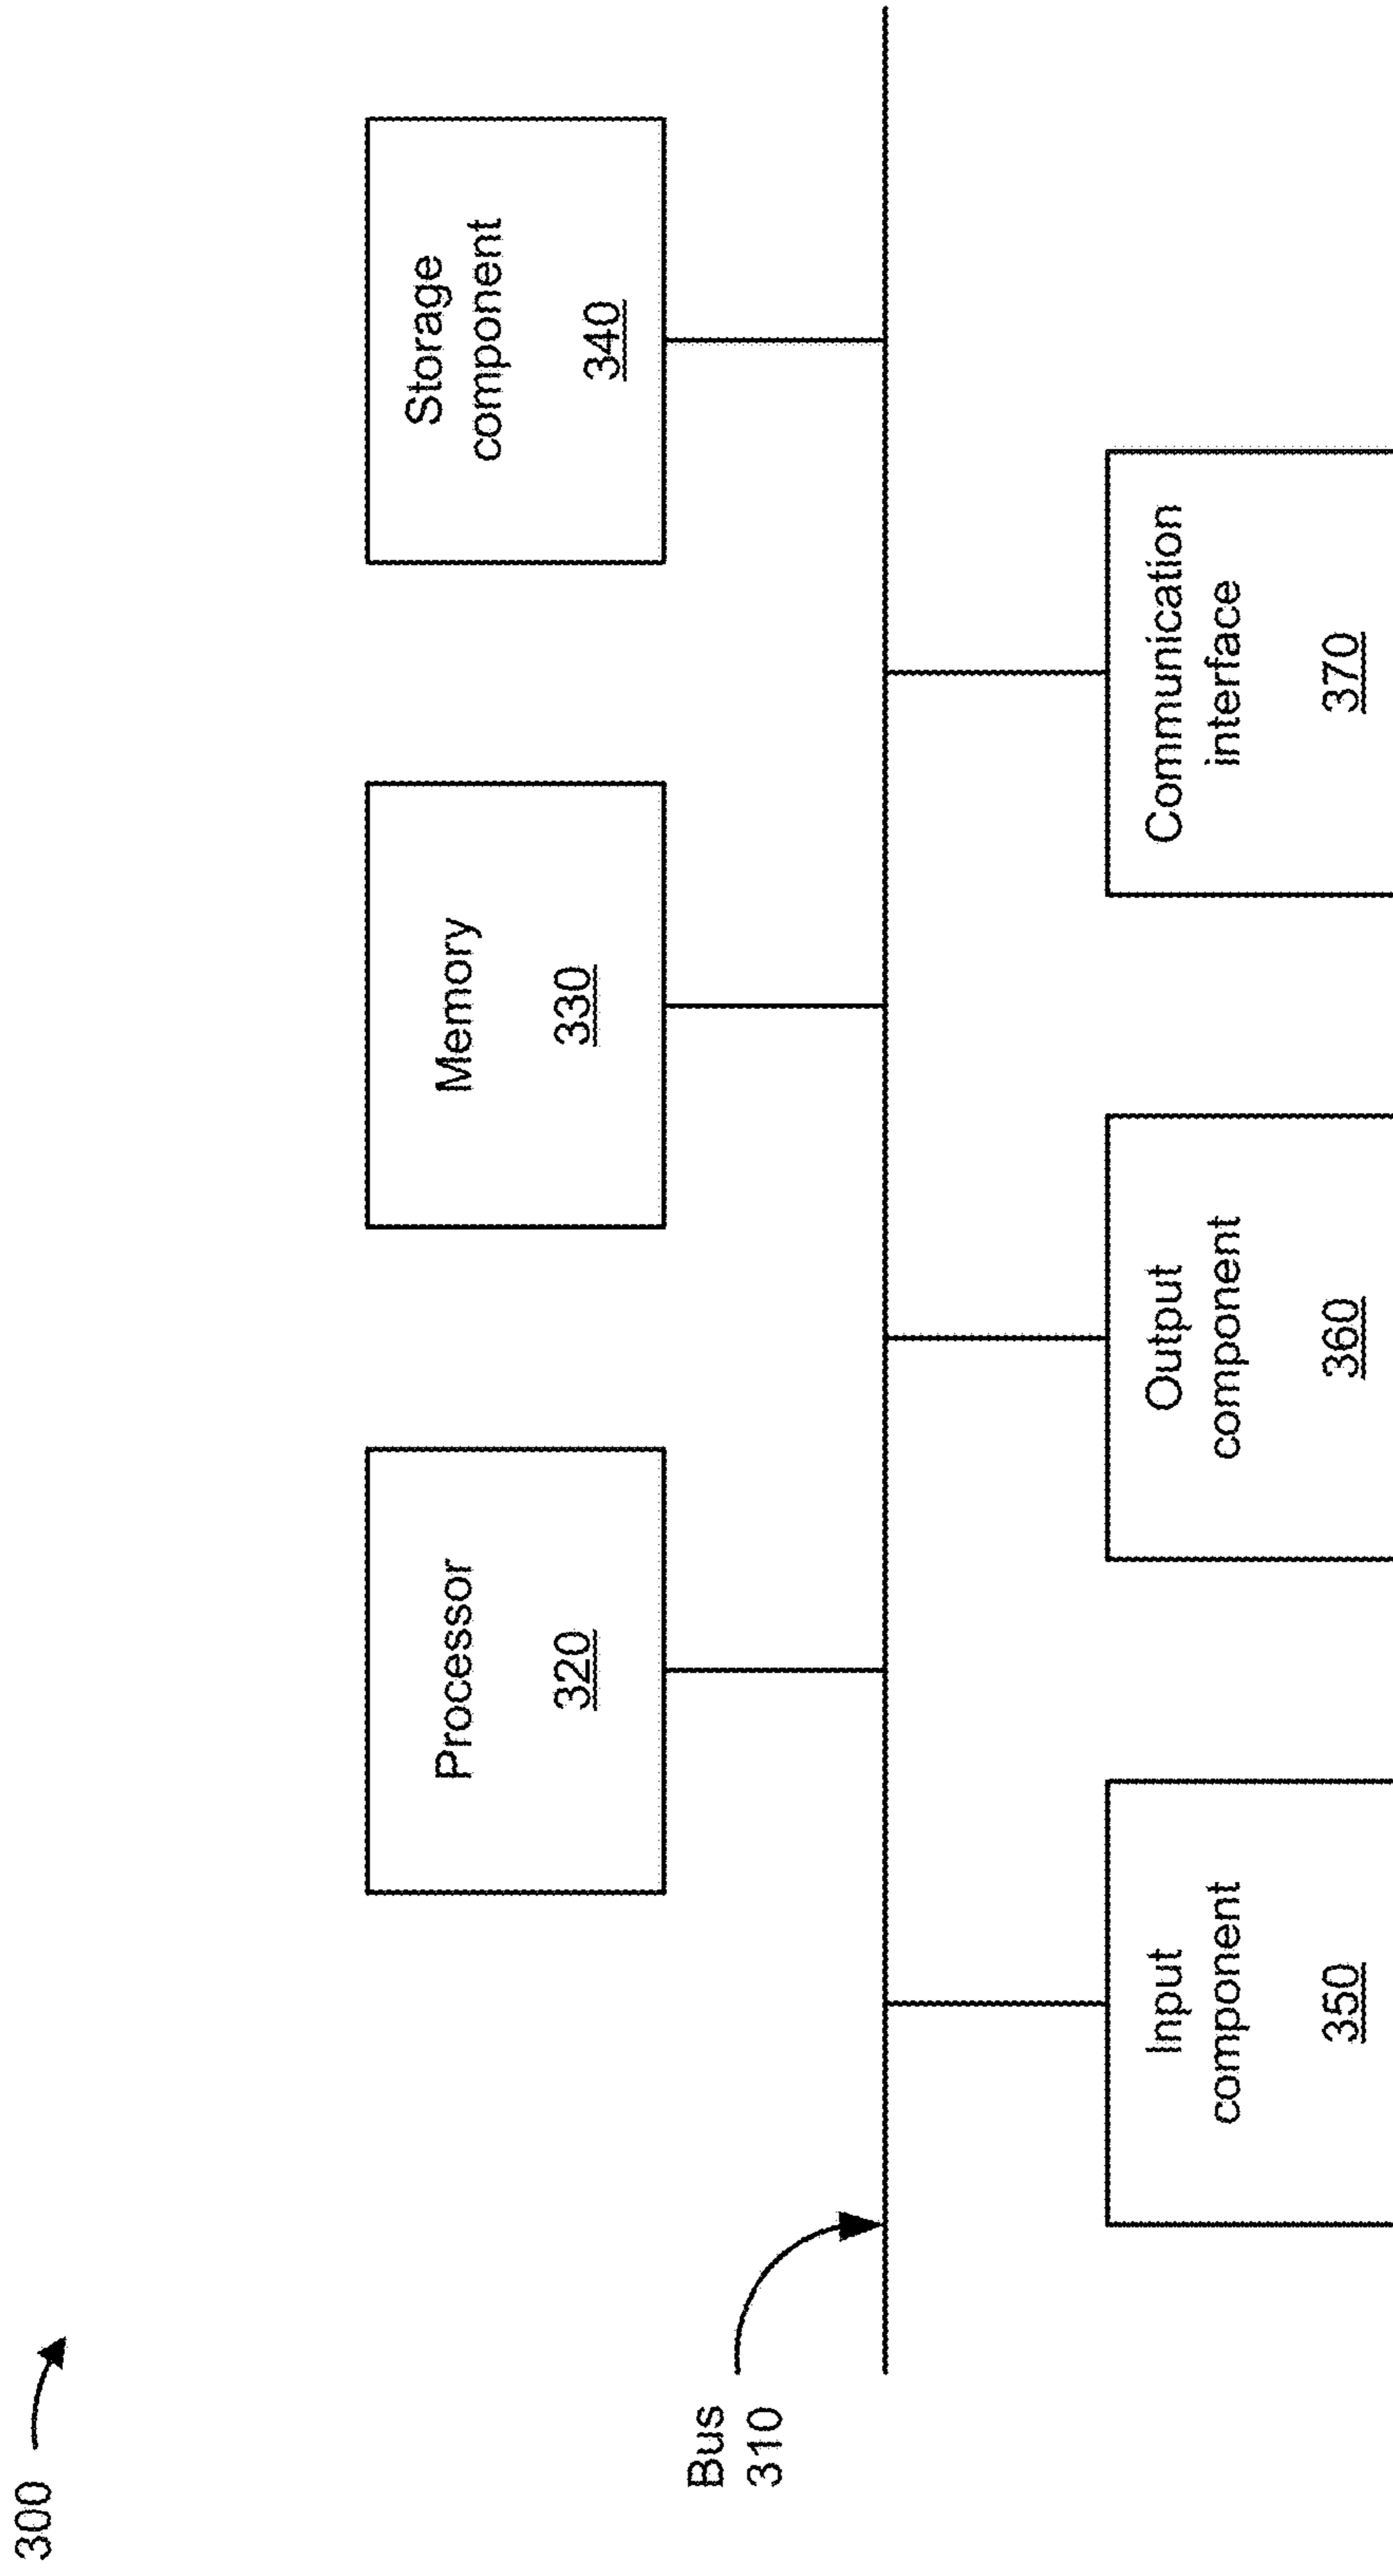 300
Processor
320
Memory
330
Storage
component
340
Bus
310
Input
component
350
Output
component
360
Communication
interface
370